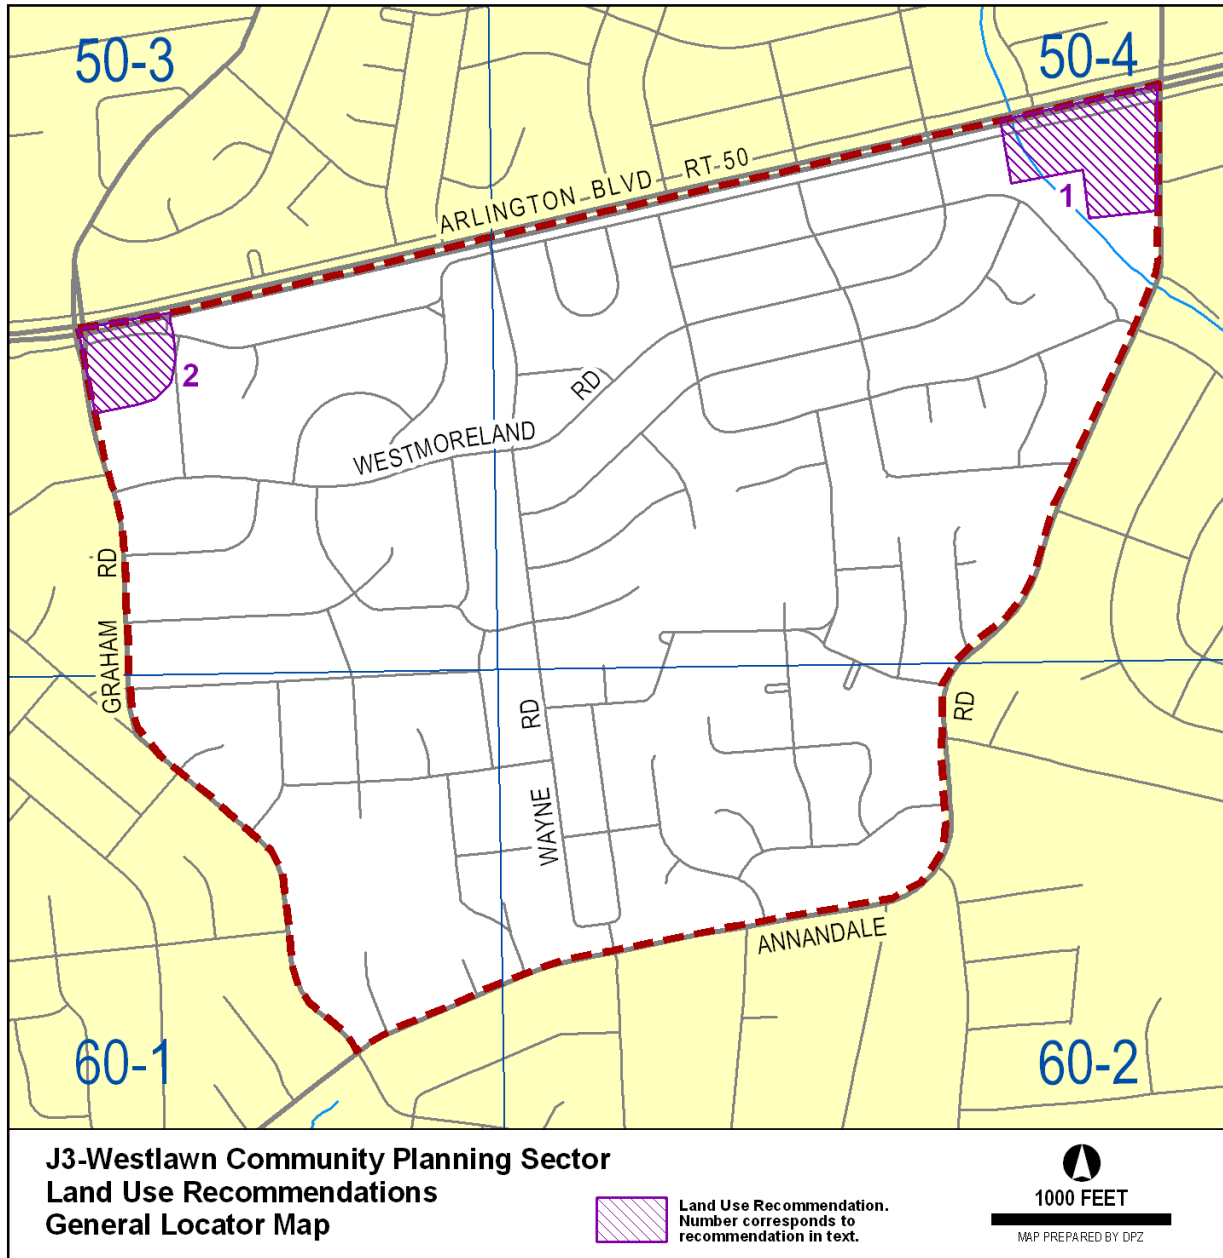 50-3
50-4
ARLINGTON BLVD RT 50
1
2
RD
WESTMORELAND
GRAHAM RD
WAYNE RD
RD
ANNANDALE
60-1
60-2
J3-Westlawn Community Planning Sector
Land Use Recommendations
General Locator Map
Land Use Recommendation.
Number corresponds to
recommendation in text.
1000 FEET
MAP PREPARED BY DPZ